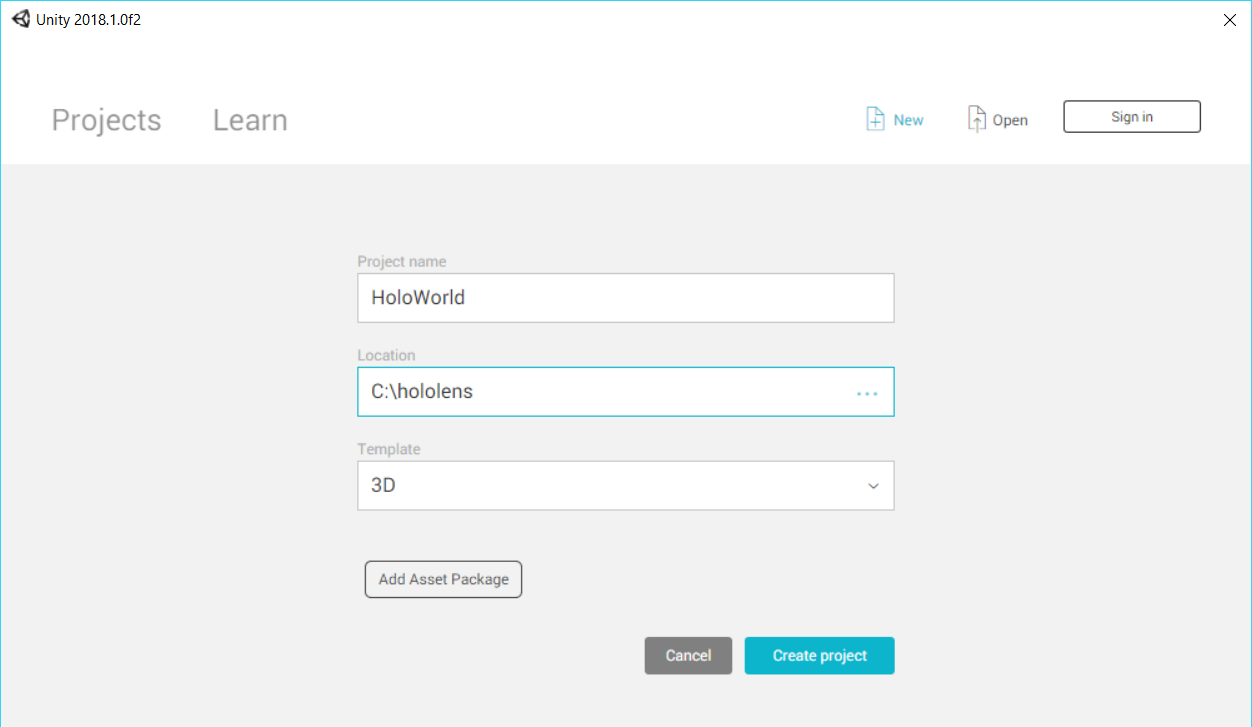 Unity 2018.1.0f2
Projects Learn New Open Sign in
Project name
HoloWorld
Location
C:\hololens
Template
3D
Add Asset Package
Cancel Create project